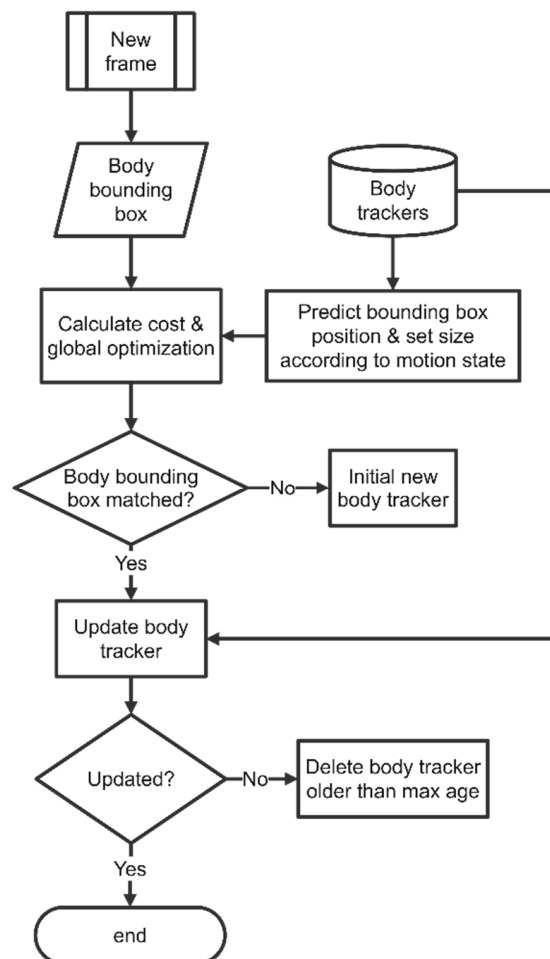 New
frame
Body
bounding
box
Body
trackers
Calculate cost &
global optimization
Predict bounding box
position & set size
according to motion state
Body bounding
box matched?
No
Initial new
body tracker
Yes
Update body
tracker
Updated?
No
Delete body tracker
older than max age
Yes
end